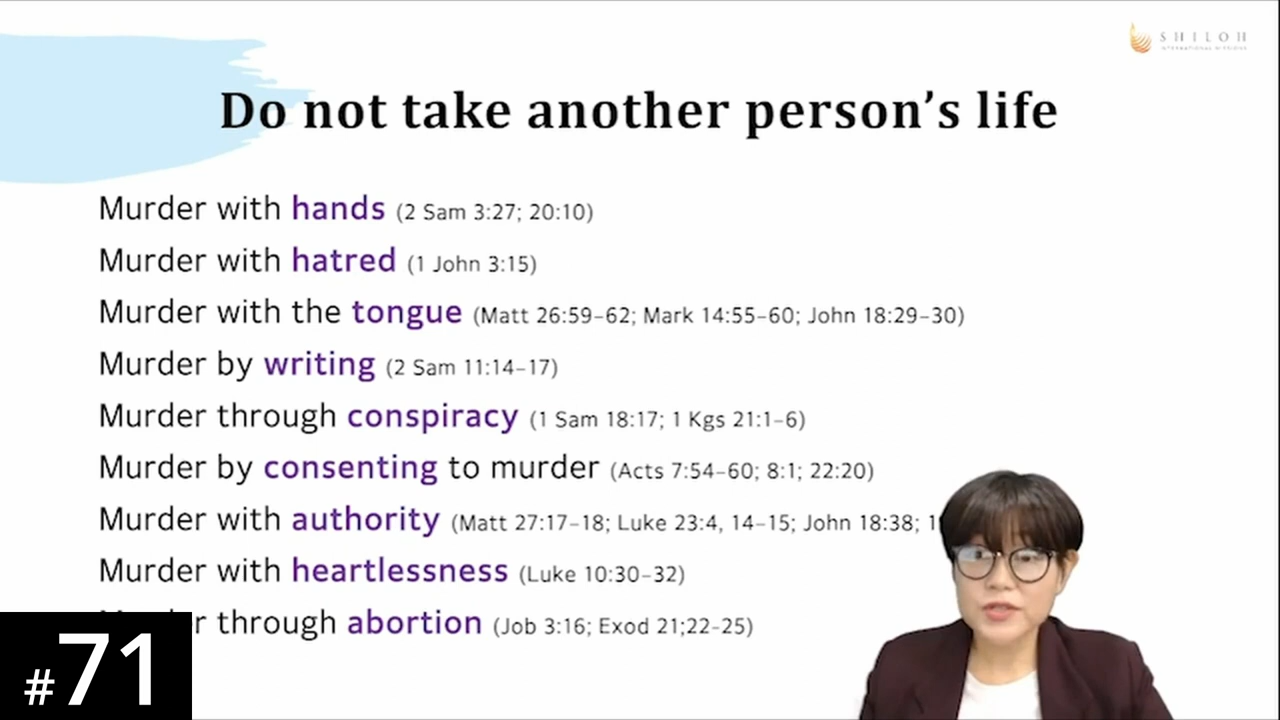 SHILOH
INTERNATIONAL MISSIONS
Do not take another person’s life
Murder with hands (2 Sam 3:27; 20:10)
Murder with hatred (1 John 3:15)
Murder with the tongue (Matt 26:59–62; Mark 14:55–60; John 18:29–30)
Murder by writing (2 Sam 11:14–17)
Murder through conspiracy (1 Sam 18:17; 1 Kgs 21:1–6)
Murder by consenting to murder (Acts 7:54–60; 8:1; 22:20)
Murder with authority (Matt 27:17–18; Luke 23:4, 14–15; John 18:38;
Murder with heartlessness (Luke 10:30–32)
through abortion (Job 3:16; Exod 21;22–25)
#71